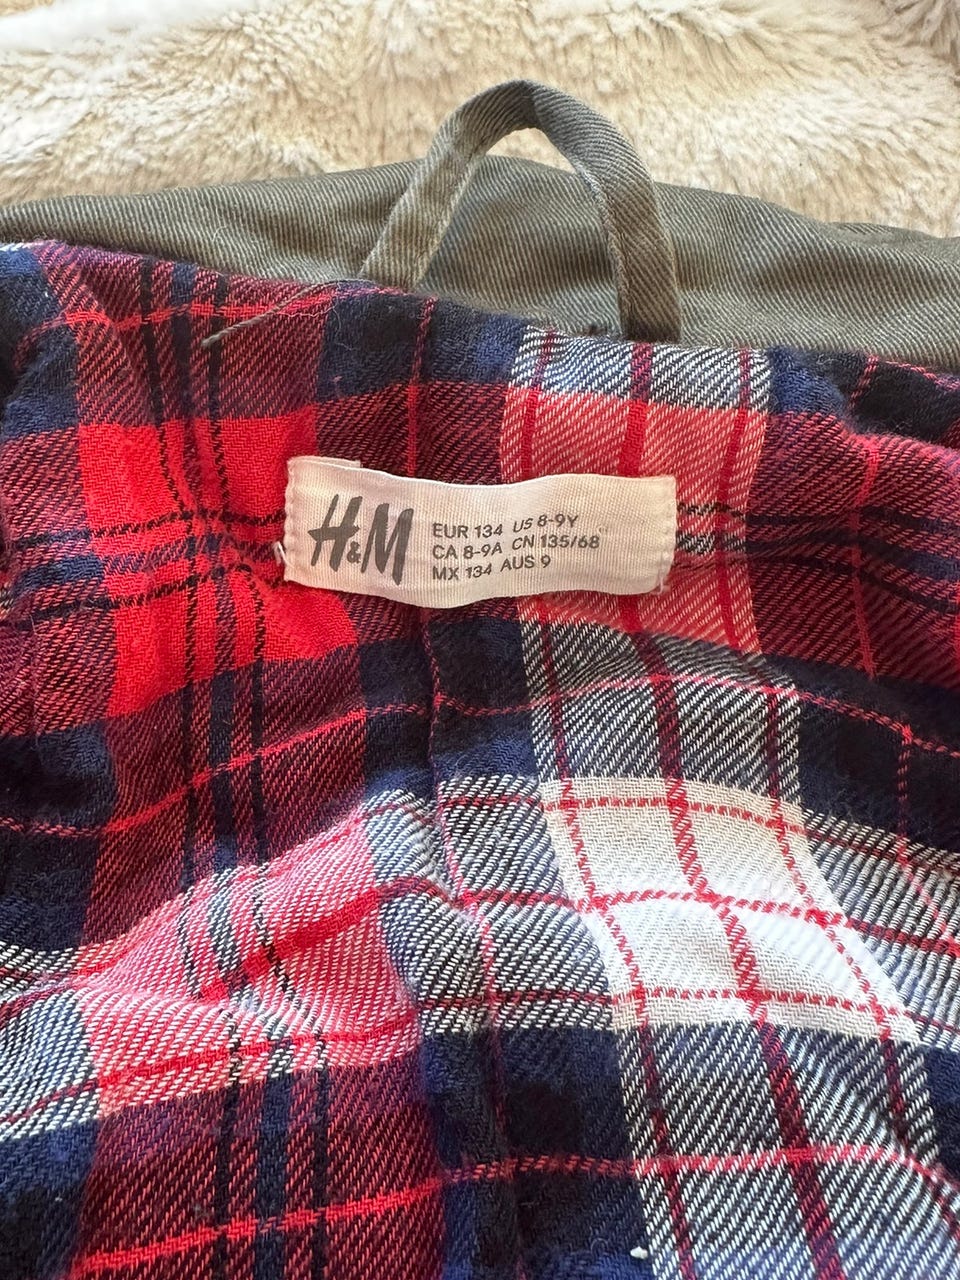 H&M
EUR 134 US 8-9Y
CA 8-9A CN 135/68
MX 134 AUS 9